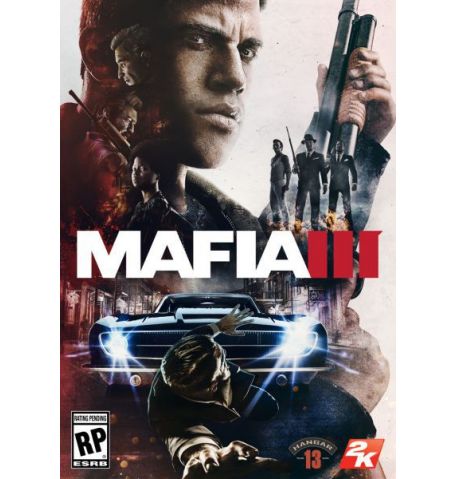 MAFIA III
RATING PENDING
RP
ESRB
HANGAR
13
2K